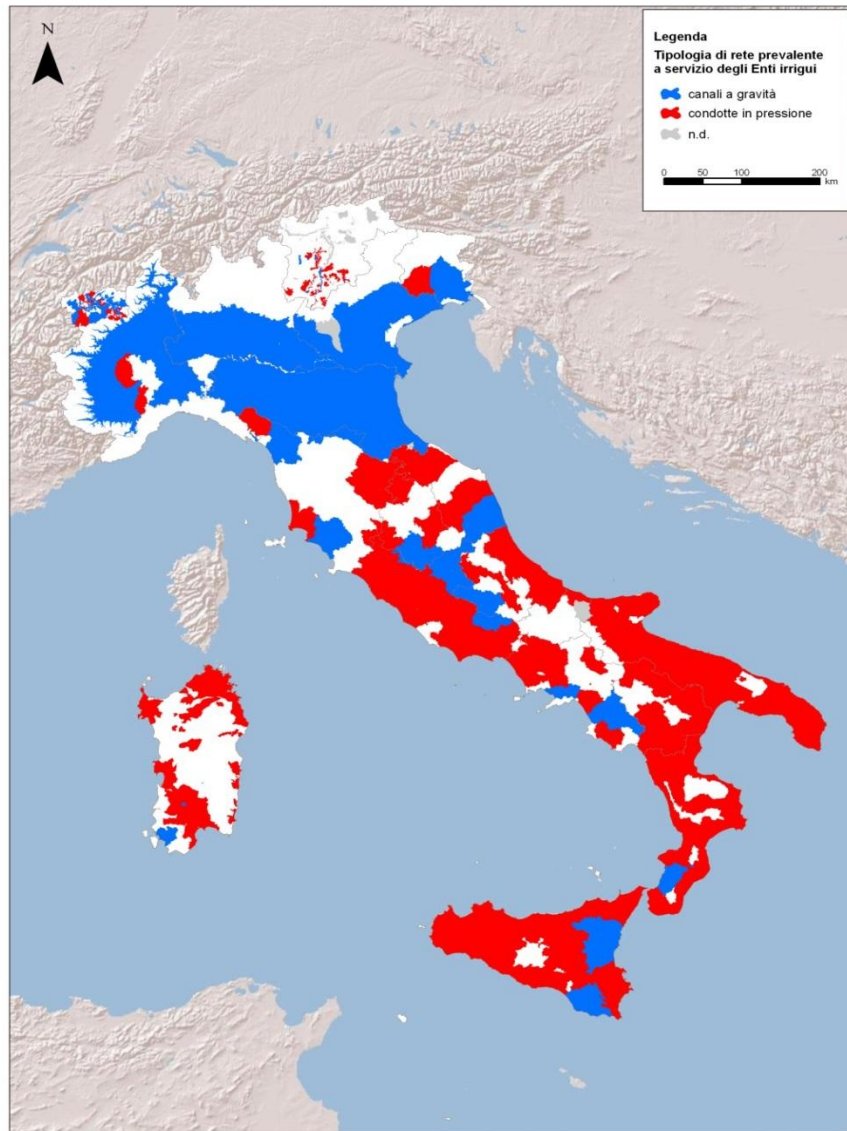 N
Legenda
Tipologia di rete prevalente
a servizio degli Enti irrigui
canali a gravità
condotte in pressione
n.d.
0 50 100 200
km